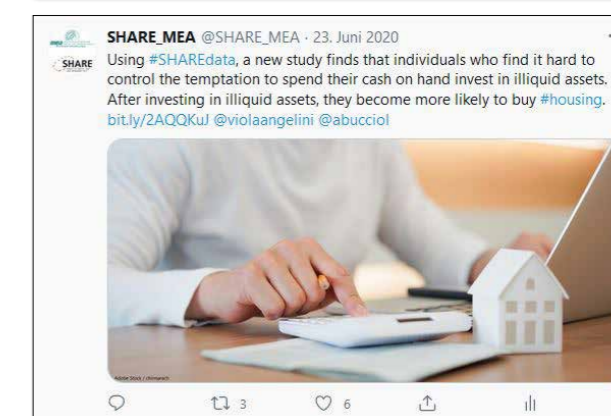 SHARE_MEA @SHARE_MEA · 23. Juni 2020
SHARE
Using #SHAREdata, a new study finds that individuals who find it hard to
control the temptation to spend their cash on hand invest in illiquid assets.
After investing in illiquid assets, they become more likely to buy #housing.
bit.ly/2AQQKuJ @violaangelini @abucciol
3
6